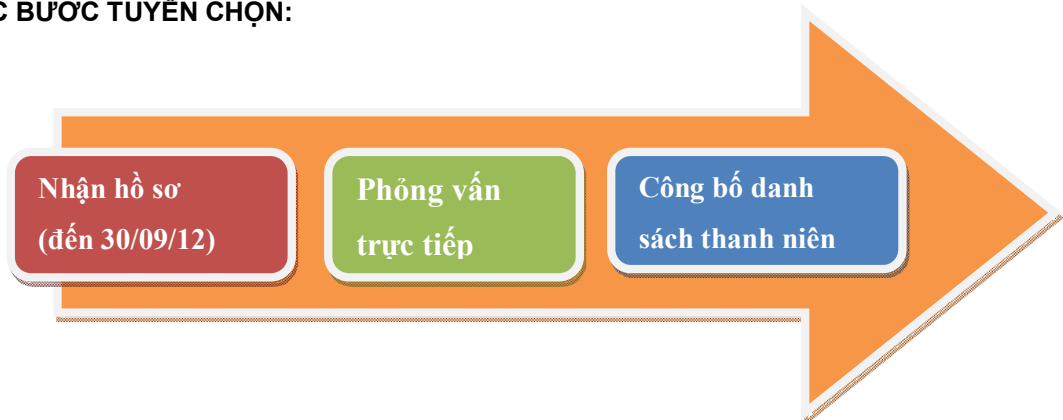 C BƯỚC TUYỂN CHỌN:
Nhận hồ sơ
(đến 30/09/12)
Phỏng vấn
trực tiếp
Công bố danh
sách thanh niên